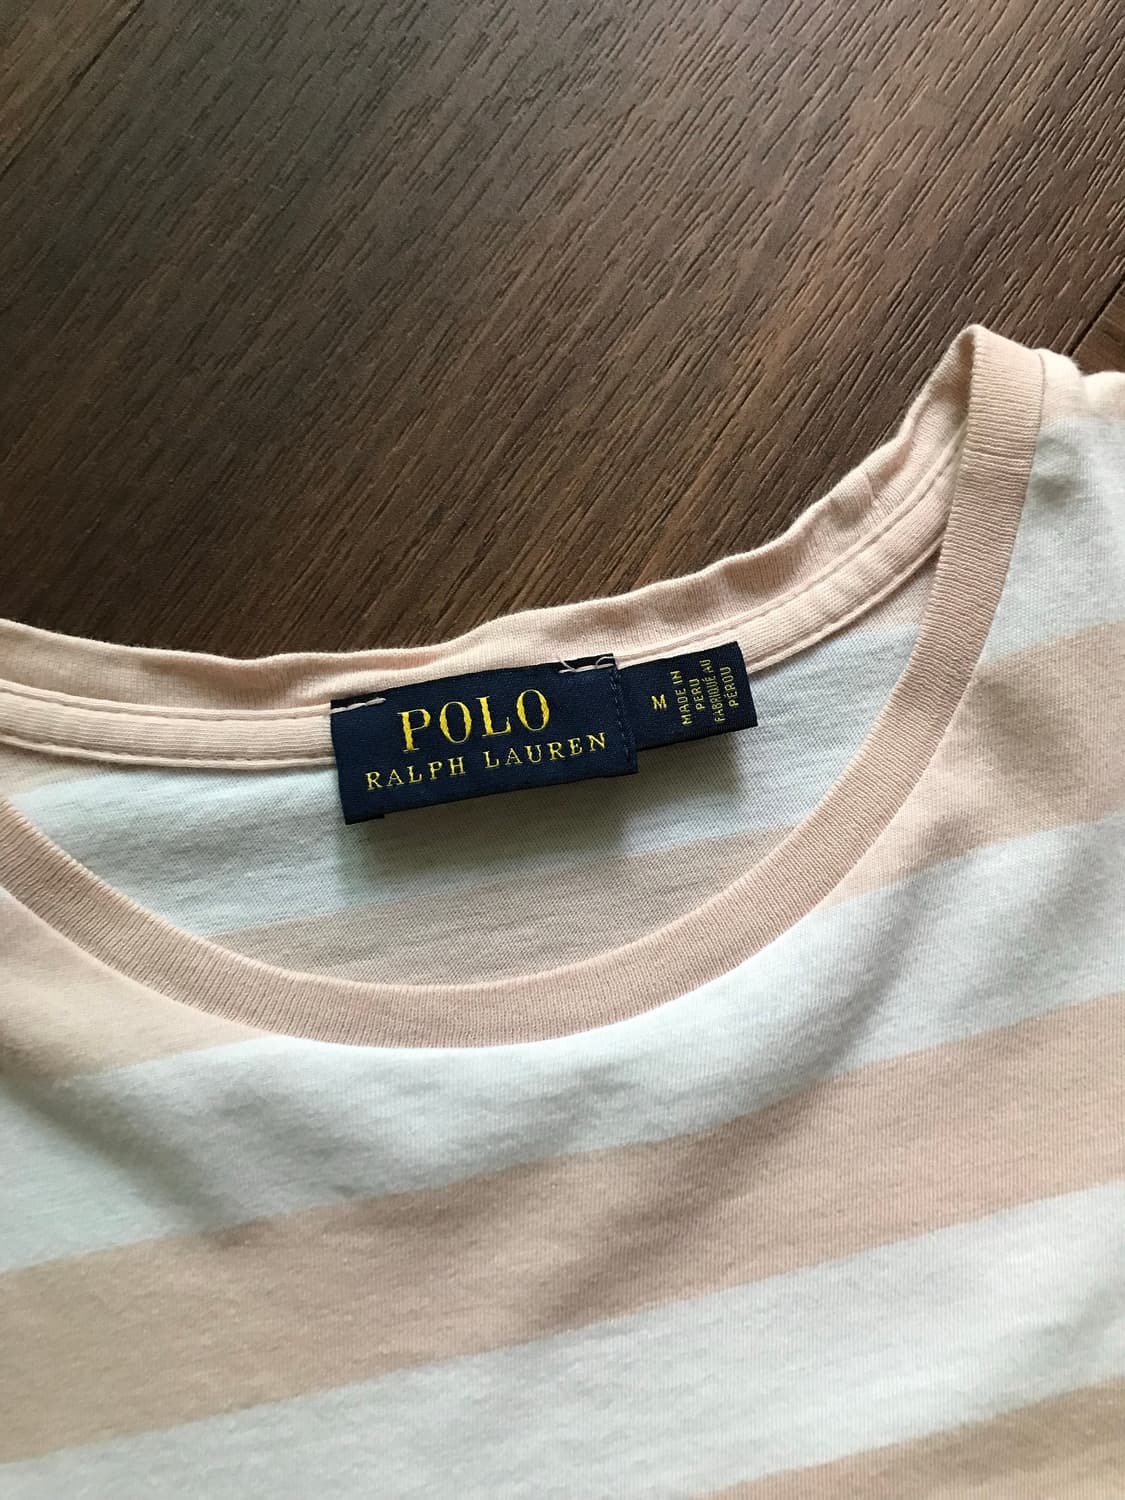 POLO
RALPH LAUREN
M
MADE IN
PERU
FABRIQUÉ AU
PÉROU